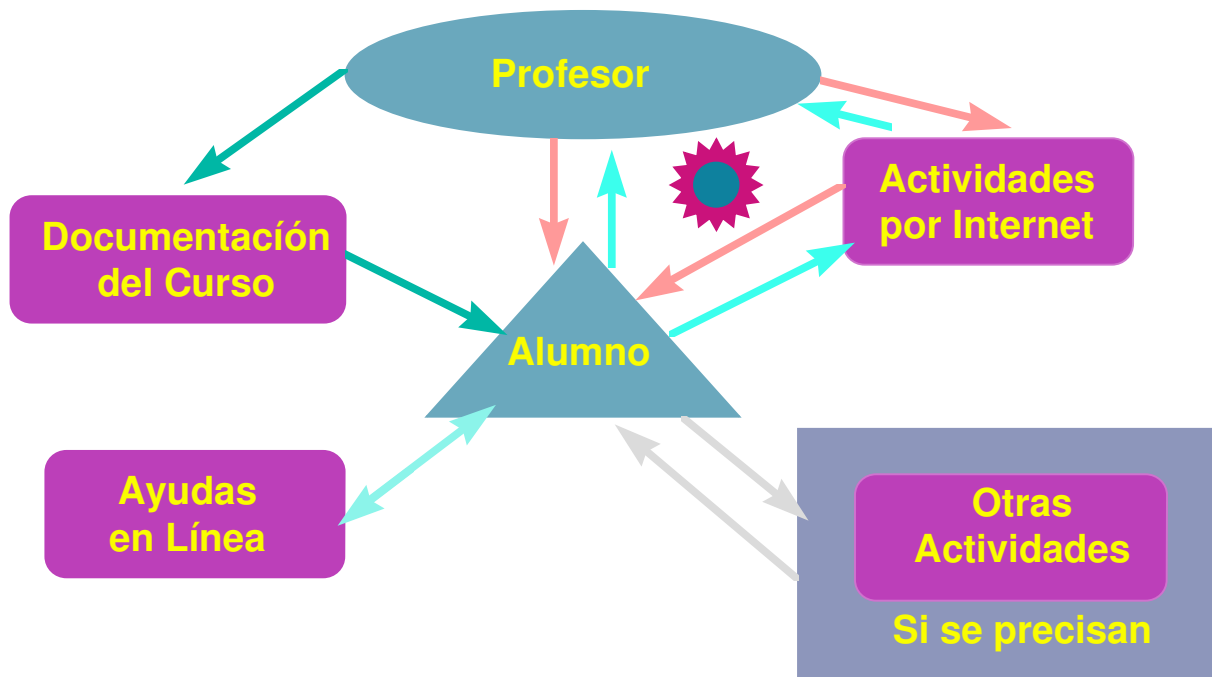 Profesor
Actividades
por Internet
Documentacíón
del Curso
Alumno
Ayudas
en Línea
Otras
Actividades
Si se precisan